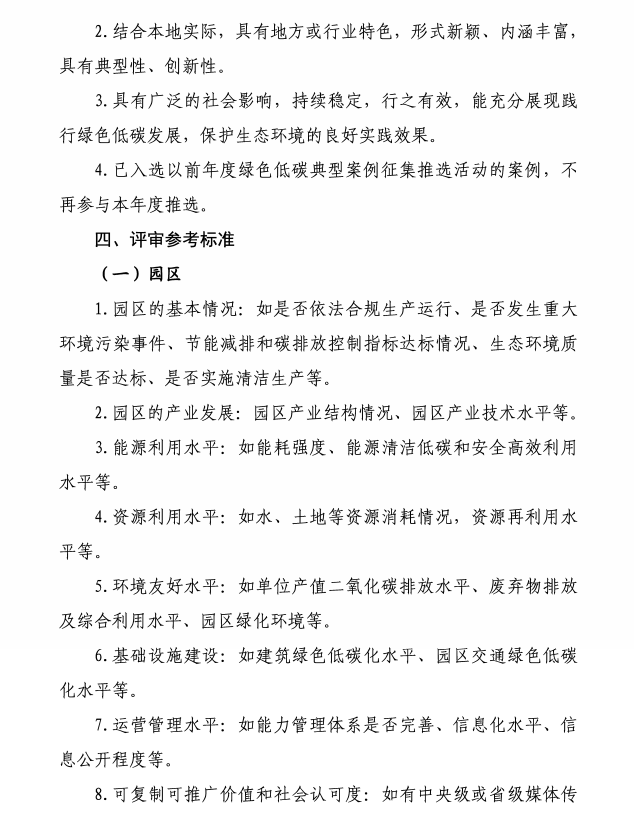 2. 结合本地实际，具有地方或行业特色，形式新颖、内涵丰富，
具有典型性、创新性。
3. 具有广泛的社会影响，持续稳定，行之有效，能充分展现践
行绿色低碳发展，保护生态环境的良好实践效果。
4. 已入选以前年度绿色低碳典型案例征集推选活动的案例，不
再参与本年度推选。
四、评审参考标准
（一）园区
1. 园区的基本情况：如是否依法合规生产运行、是否发生重大
环境污染事件、节能减排和碳排放控制指标达标情况、生态环境质
量是否达标、是否实施清洁生产等。
2. 园区的产业发展：园区产业结构情况、园区产业技术水平等。
3. 能源利用水平：如能耗强度、能源清洁低碳和安全高效利用
水平等。
4. 资源利用水平：如水、土地等资源消耗情况，资源再利用水
平等。
5. 环境友好水平：如单位产值二氧化碳排放水平、废弃物排放
及综合利用水平、园区绿化环境等。
6. 基础设施建设：如建筑绿色低碳化水平、园区交通绿色低碳
化水平等。
7. 运营管理水平：如能力管理体系是否完善、信息化水平、信
息公开程度等。
8. 可复制可推广价值和社会认可度：如有中央级或省级媒体传